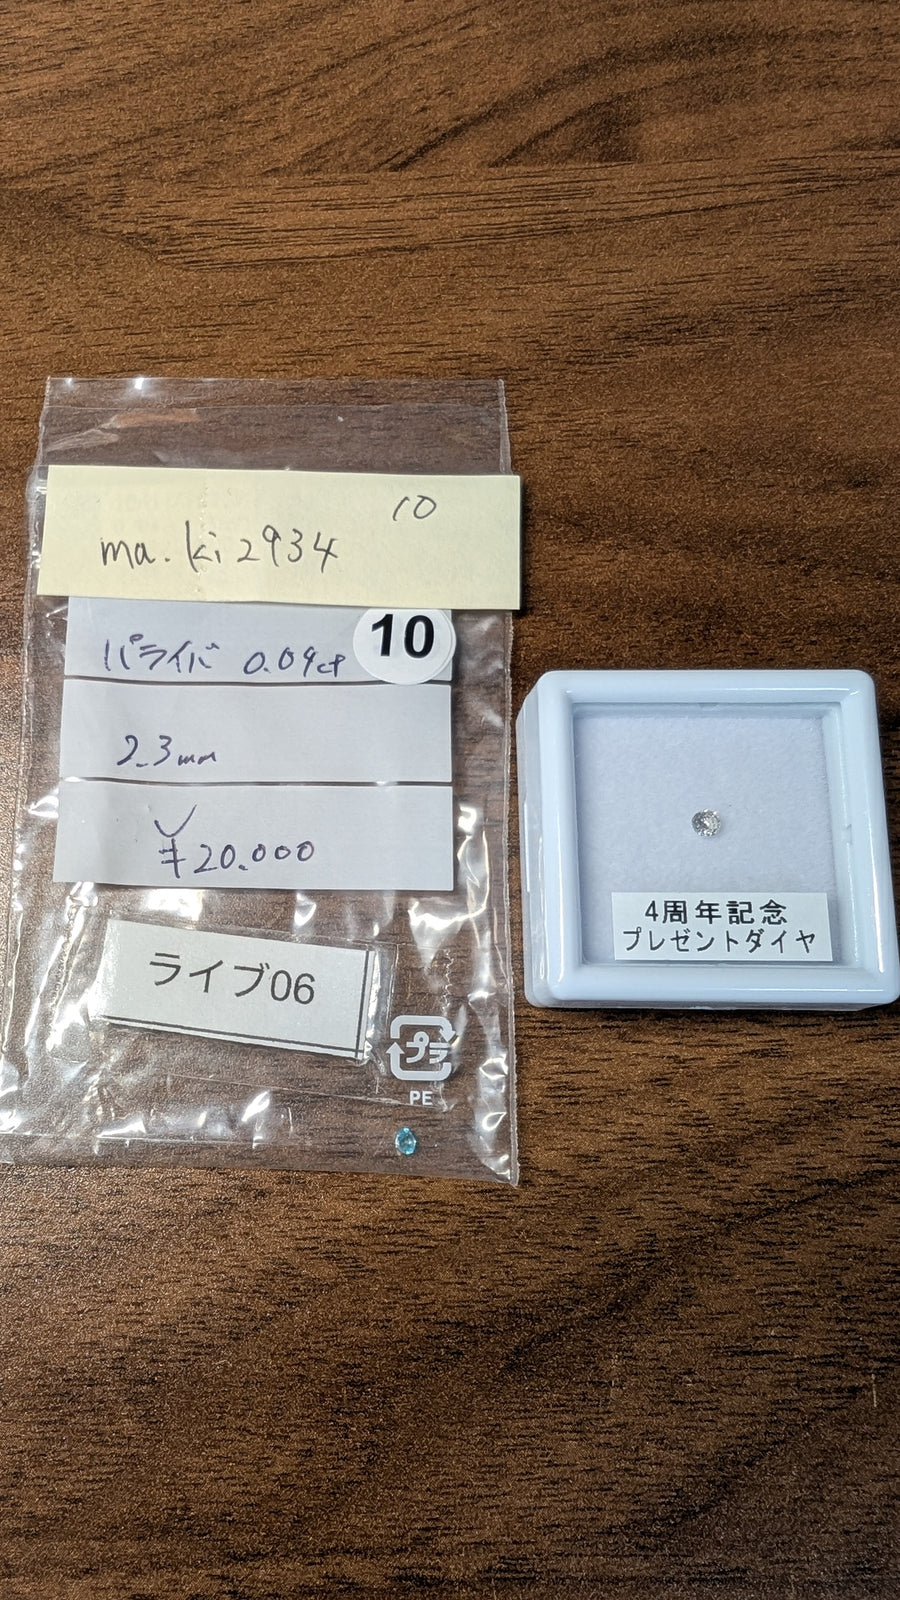 10
ma.ki2934
10
パライバ 0.09ct
2.3mm
¥20.000
ライブ06
プラ
PE
4周年記念
プレゼントダイヤ